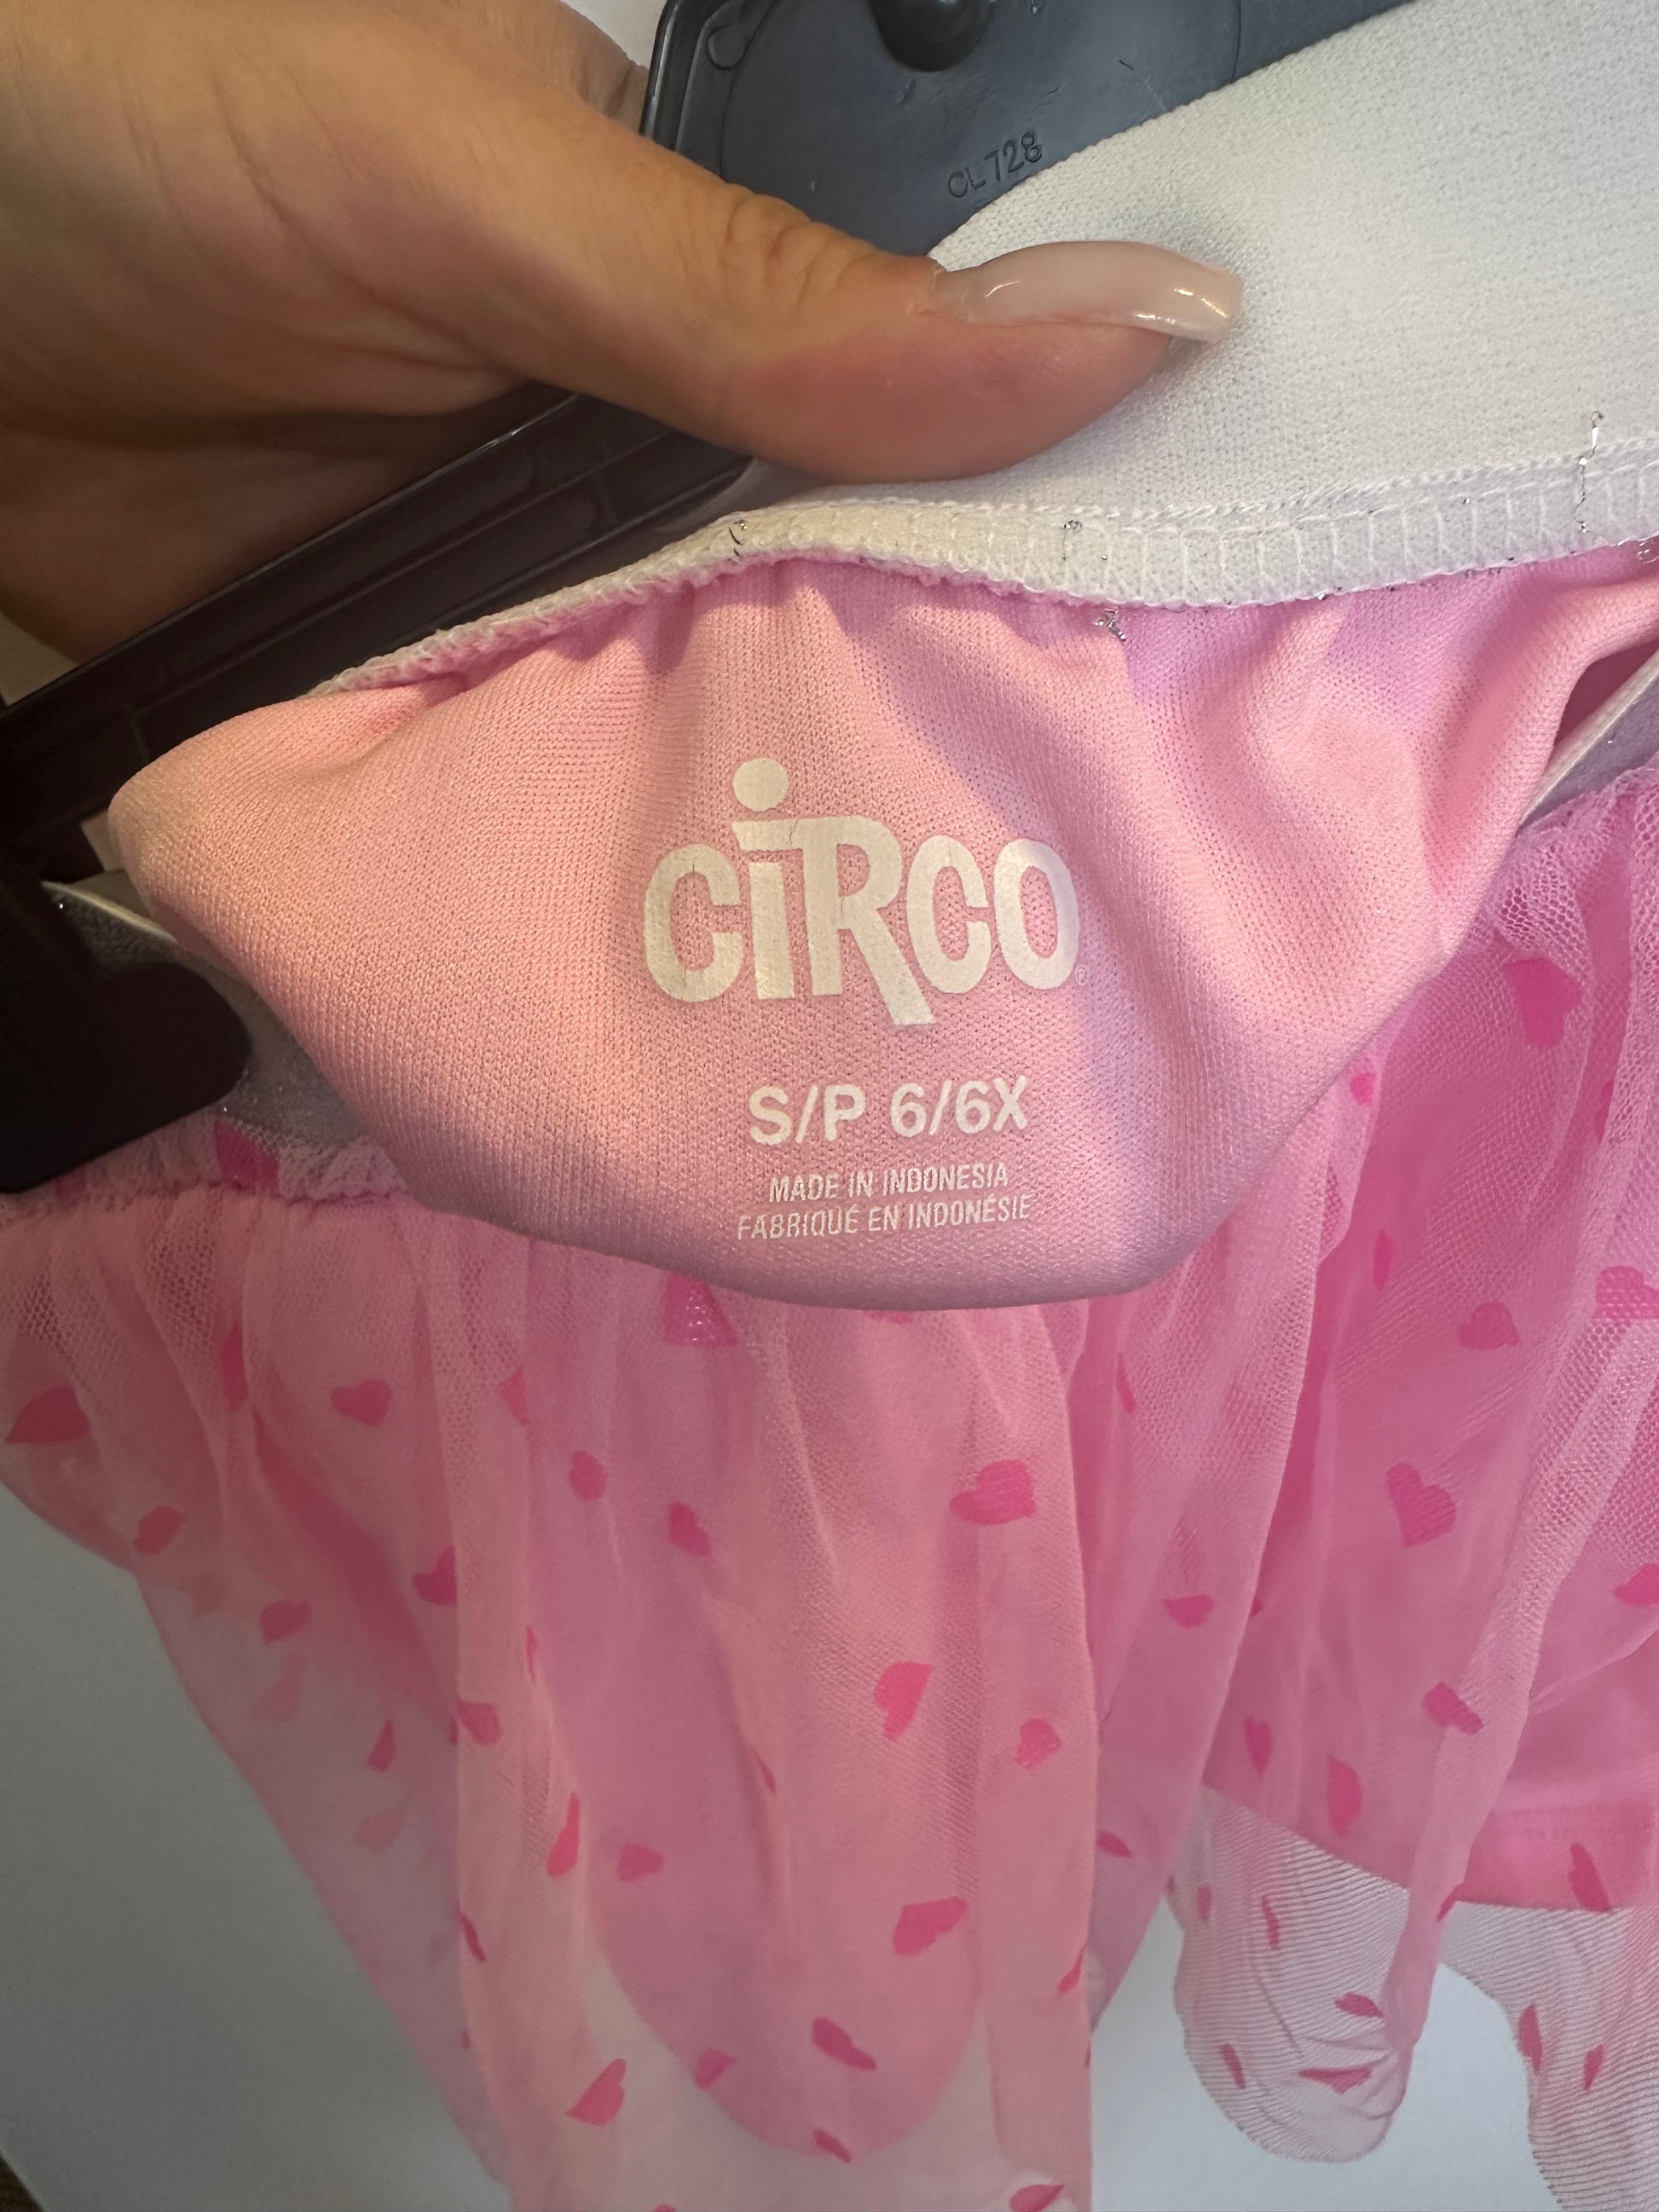 CL728
CiRCO®
S/P 6/6X
MADE IN INDONESIA
FABRIQUÉ EN INDONÉSIE